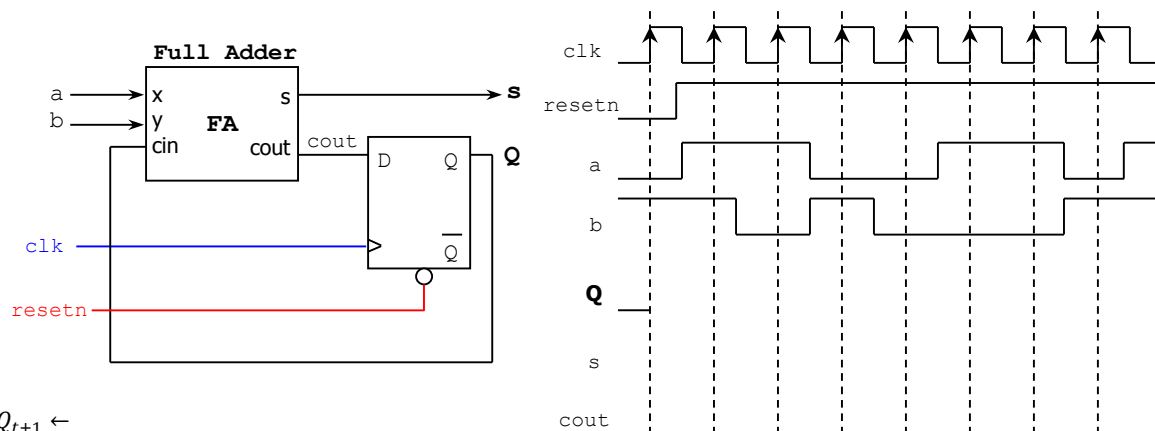 Full Adder
a
b
x
y
cin
FA
s
cout
cout
s
Q
D
Q
Q
clk
resetn
Q_{t+1} ←
clk
resetn
a
b
Q
s
cout